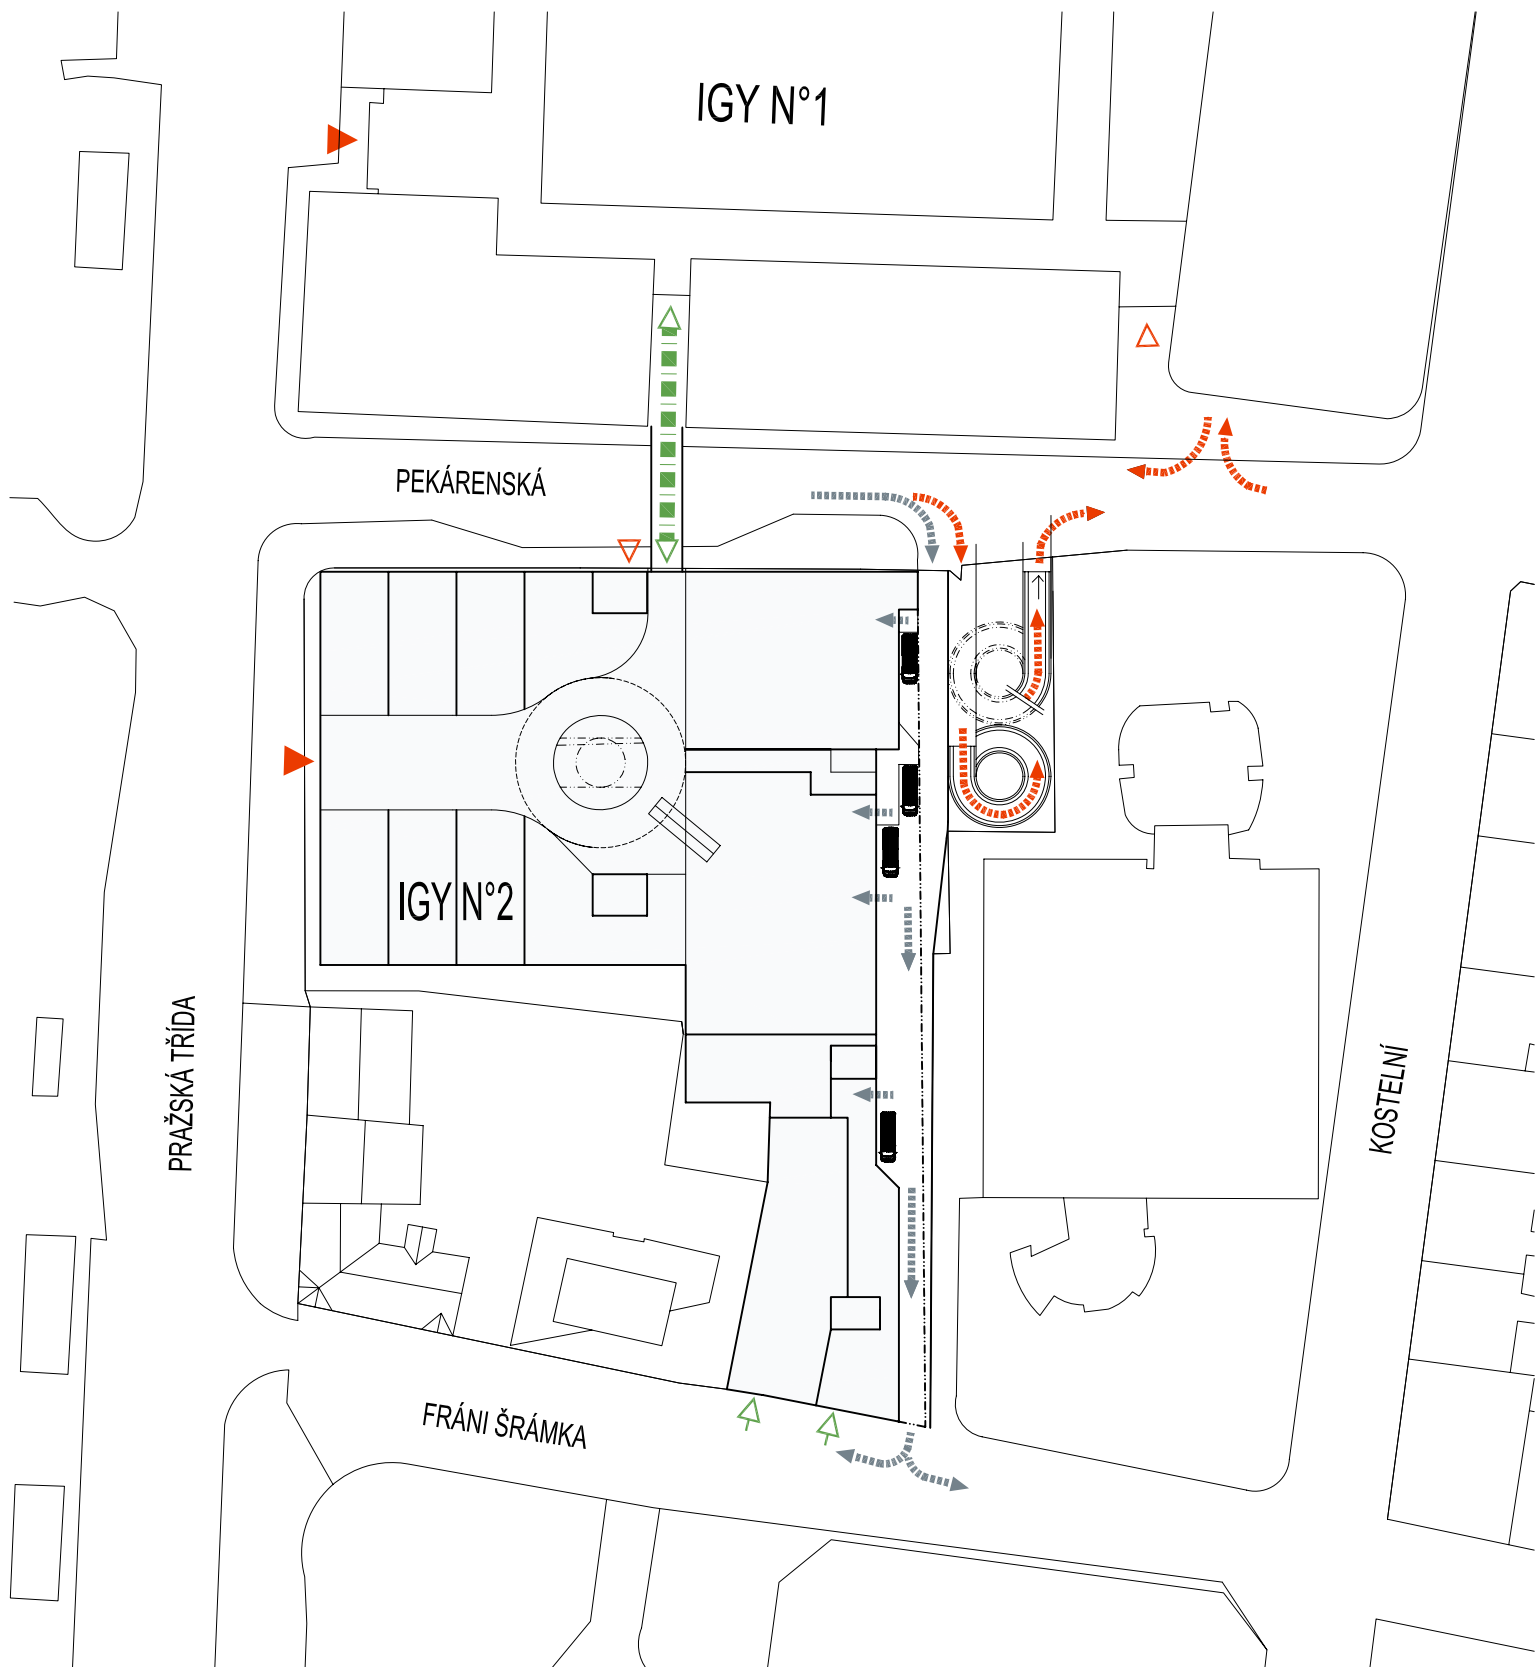 IGY N°1
PEKÁRENSKÁ
IGY N°2
PRAŽSKÁ TŘÍDA
KOSTELNÍ
FRÁNI ŠRÁMKA